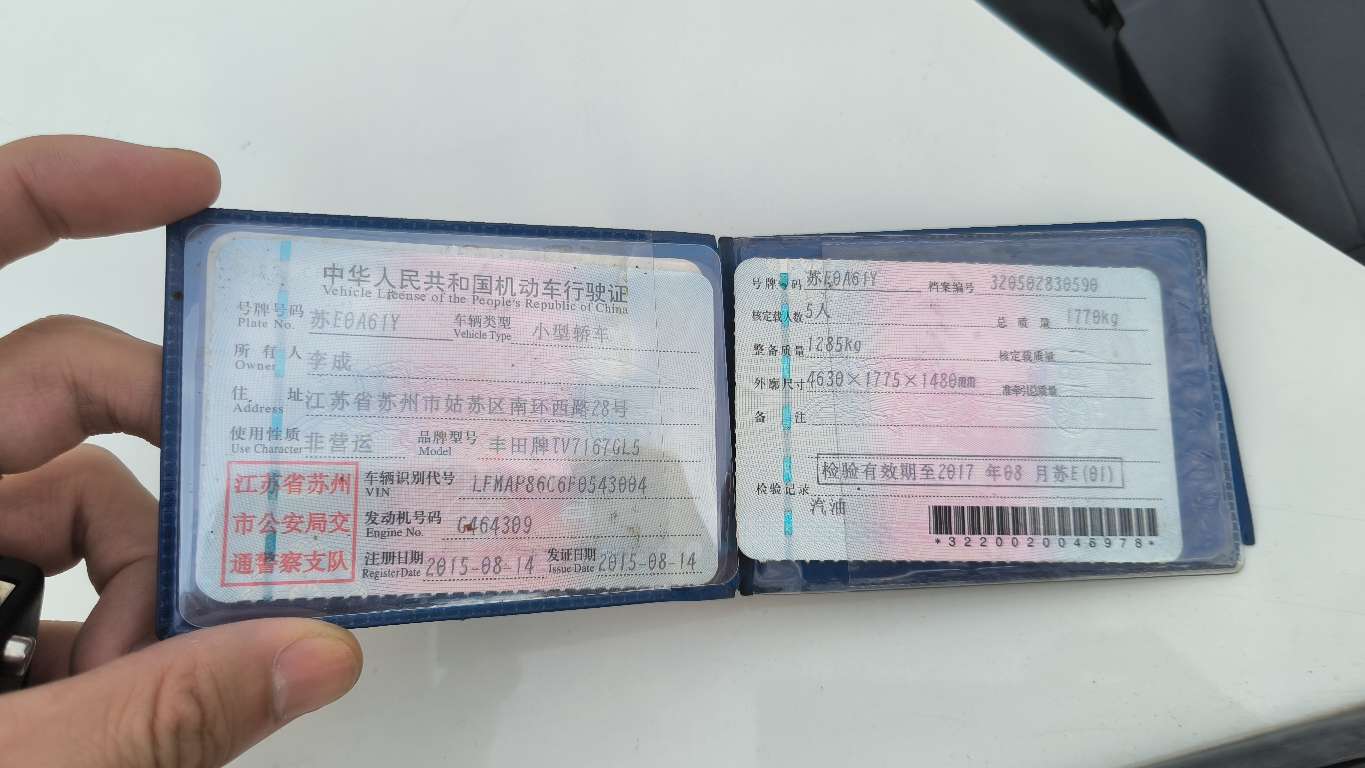 中华人民共和国机动车行驶证
Vehicle License of the People's Republic of China
号牌号码 苏E0A61Y 车辆类型 小型轿车
Plate No. Vehicle Type
所有人 李成
Owner
住址 江苏省苏州市姑苏区南环西路28号
Address
使用性质 非营运 品牌型号 丰田牌TV7167GL5
Use Character Model
江苏省苏州
市公安局交
通警察支队
车辆识别代号 LFMAP86C6F0543004
VIN
发动机号码 G464309
Engine No.
注册日期 2015-08-14 发证日期 2015-08-14
Register Date Issue Date
号牌号码 苏E0A61Y 档案编号 320502830590
核定载人数 5人 总质量 1770kg
整备质量 1285kg 核定载质量
外廓尺寸 4630×1775×1480mm 准牵引总质量
备注
检验有效期至2017 年08 月苏E(01)
检验记录
汽油
*3220020045978*